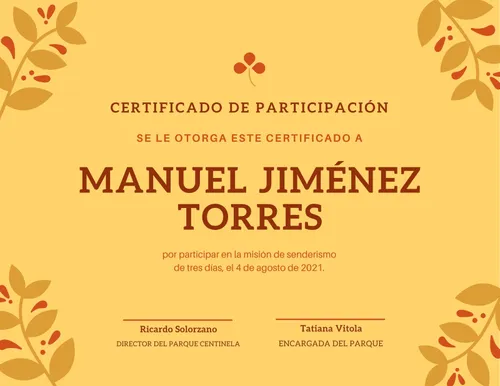 CERTIFICADO DE PARTICIPACIÓN
SE LE OTORGA ESTE CERTIFICADO A
MANUEL JIMÉNEZ
TORRES
por participar en la misión de senderismo
de tres días, el 4 de agosto de 2021.
Ricardo Solorzano
DIRECTOR DEL PARQUE CENTINELA
Tatiana Vitola
ENCARGADA DEL PARQUE